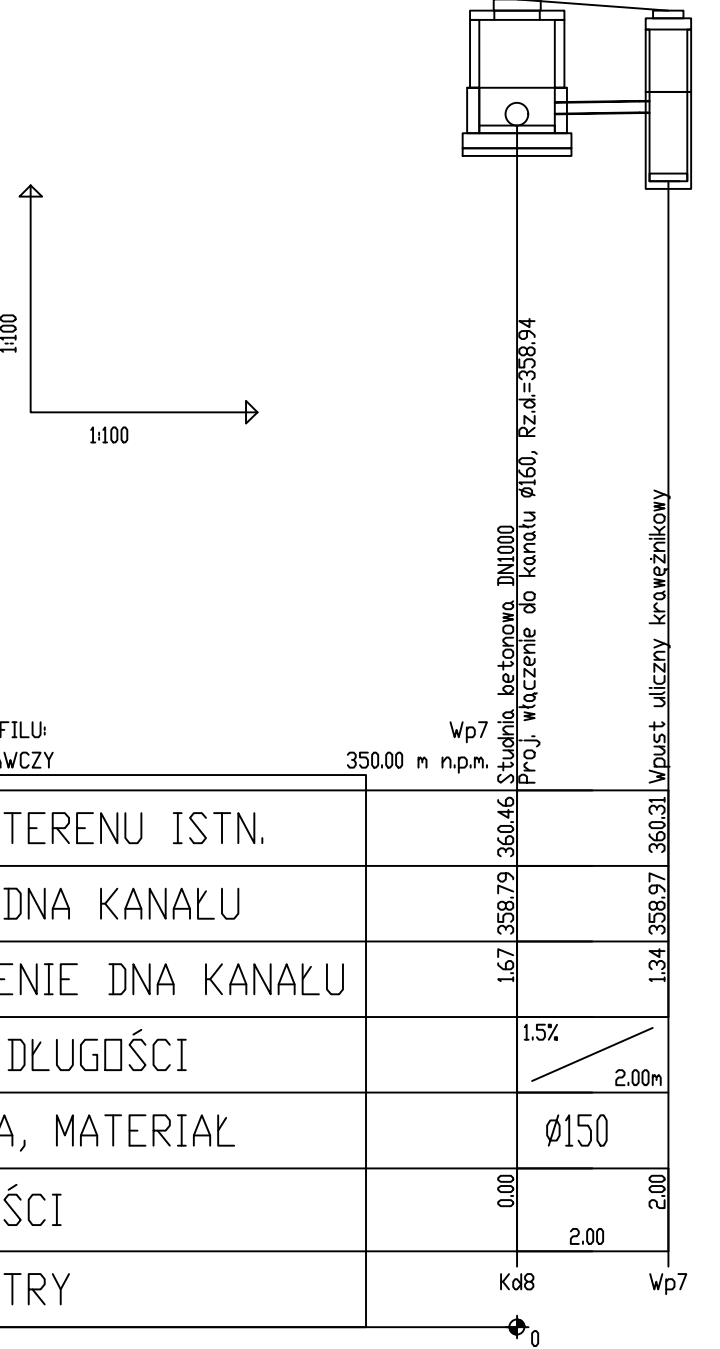 1:100
1:100
Studnia betonowa DN1000
Proj. włączenie do kanału ø160, Rz.d.=358.94
Wpust uliczny krawężnikowy
FILU: Wp7
WCZY 350.00 m n.p.m.
TERENU ISTN. 360.46 360.31
DNA KANAŁU 358.79 358.97
ENIE DNA KANAŁU 1.67 1.34
DŁUGOŚCI 1.5% 2.00m
A, MATERIAŁ Ø150
ŚCI 0.00 2.00 2.00
TRY Kd8 Wp7
0